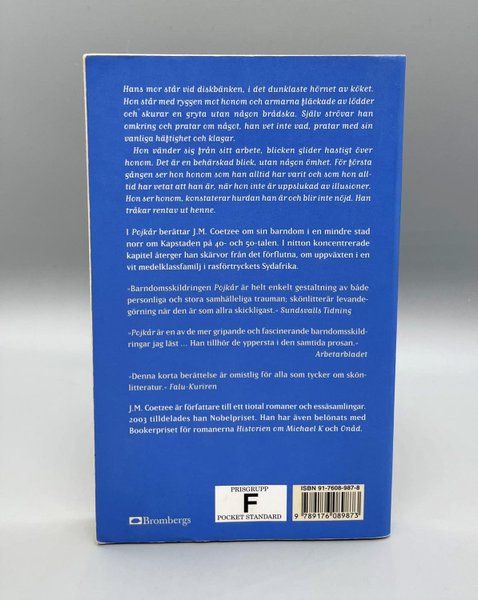 Hans mor står vid diskbänken, i det dunklaste hörnet av köket.
Hon står med ryggen mot honom och armarna fläckade av lödder
och skurar en gryta utan någon brådska. Själv strövar han
omkring och pratar om något, han vet inte vad, pratar med sin
vanliga häftighet och klagar.
Hon vänder sig från sitt arbete, blicken glider hastigt över
honom. Det är en behärskad blick, utan någon ömhet. För första
gången ser hon honom som han alltid har varit och som hon all-
tid har vetat att han är, när hon inte är uppslukad av illusioner.
Hon ser honom, konstaterar hurdan han är och blir inte nöjd. Han
tråkar rentav ut henne.
I Pojkår berättar J.M. Coetzee om sin barndom i en mindre stad
norr om Kapstaden på 40- och 50-talen. I nitton koncentrerade
kapitel återger han skärvor från det förflutna, om uppväxten i en
vit medelklassfamilj i rasförtryckets Sydafrika.
»Barndomsskildringen Pojkår är helt enkelt gestaltning av både
personliga och stora samhälleliga trauman; skönlitterär levande-
görning när den är som allra skickligast.« Sundsvalls Tidning
»Pojkår är en av de mer gripande och fascinerande barndomsskild-
ringar jag läst ... Han tillhör de yppersta i den samtida prosan.«
Arbetarbladet
»Denna korta berättelse är omistlig för alla som tycker om skön-
litteratur.« Falu-Kuriren
J.M. Coetzee är författare till ett tiotal romaner och essäsamlingar.
2003 tilldelades han Nobelpriset. Han har även belönats med
Bookerpriset för romanerna Historien om Michael K och Onåd.
PRISGRUPP
F
POCKET STANDARD
ISBN 91-7608-987-8
9 789176 089873
Brombergs